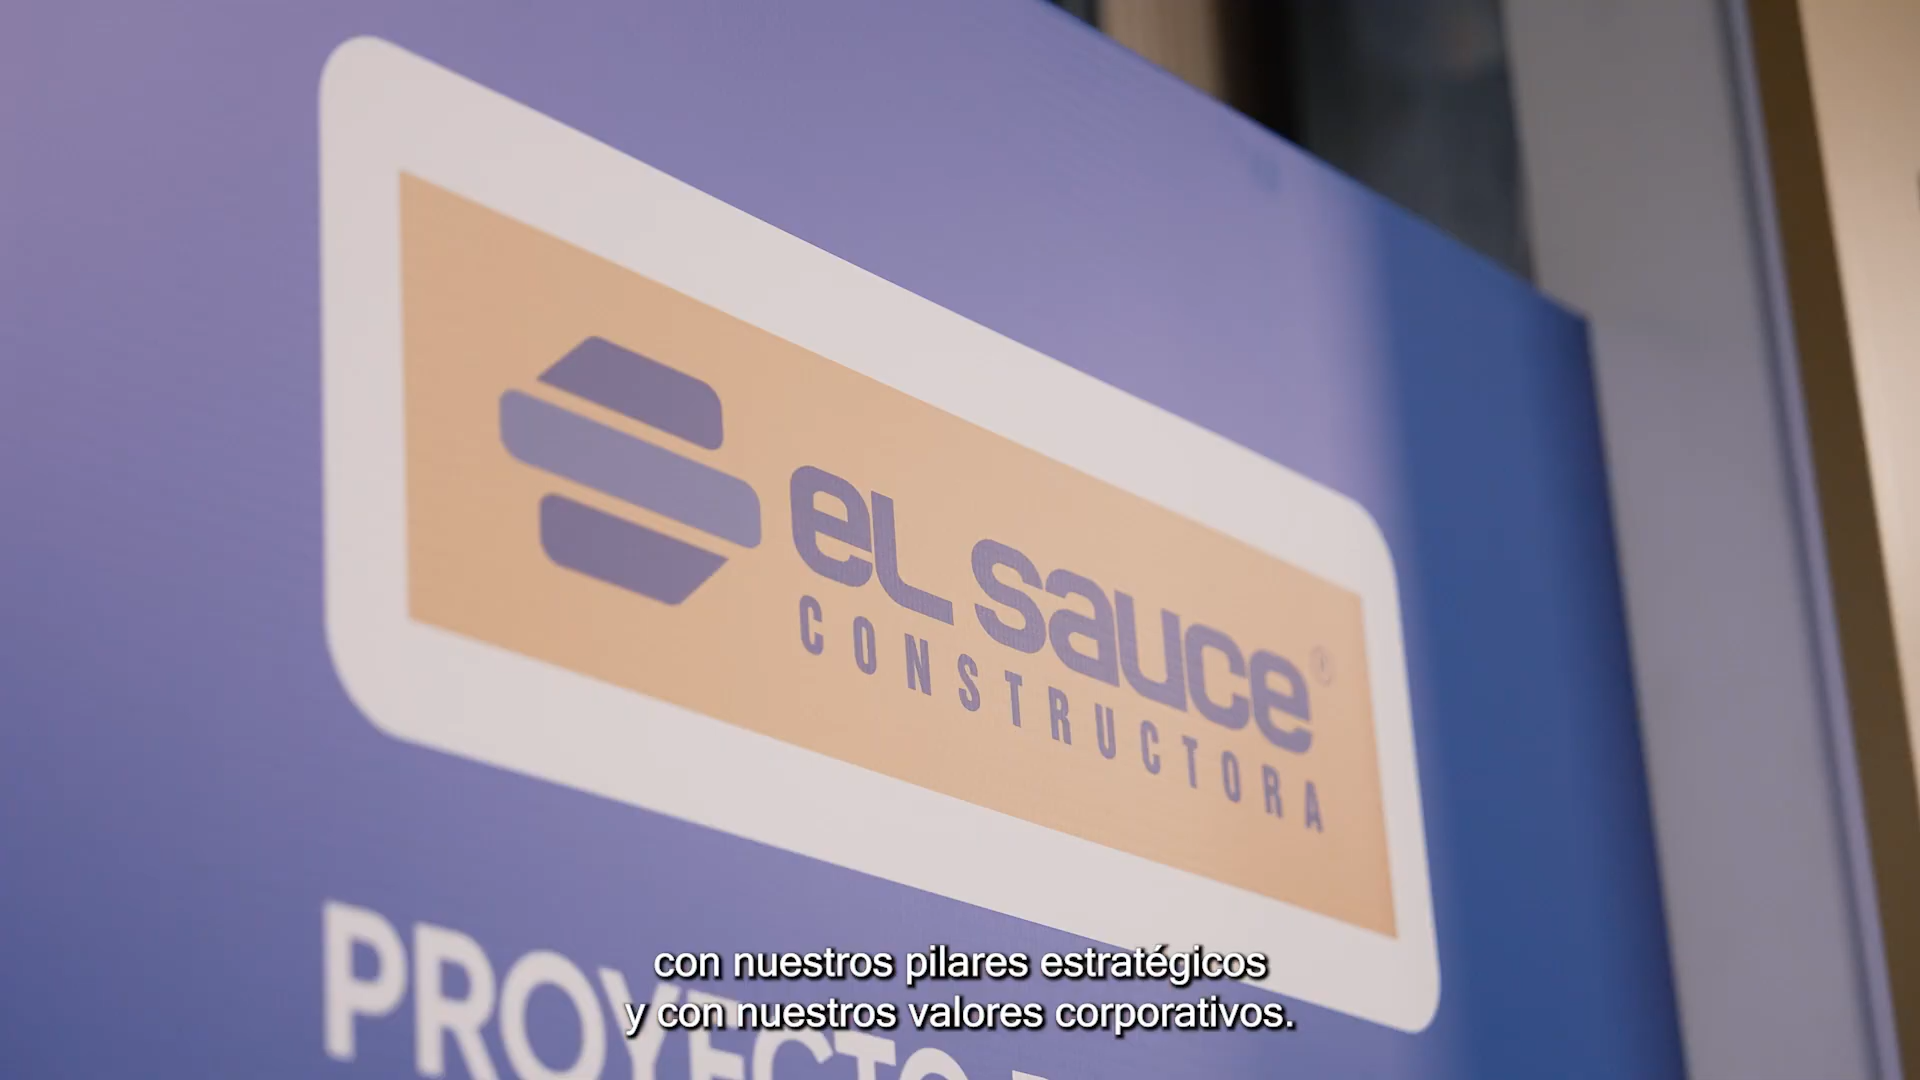 eL sauce
CONSTRUCTORA
PROYECTO
con nuestros pilares estratégicos
y con nuestros valores corporativos.